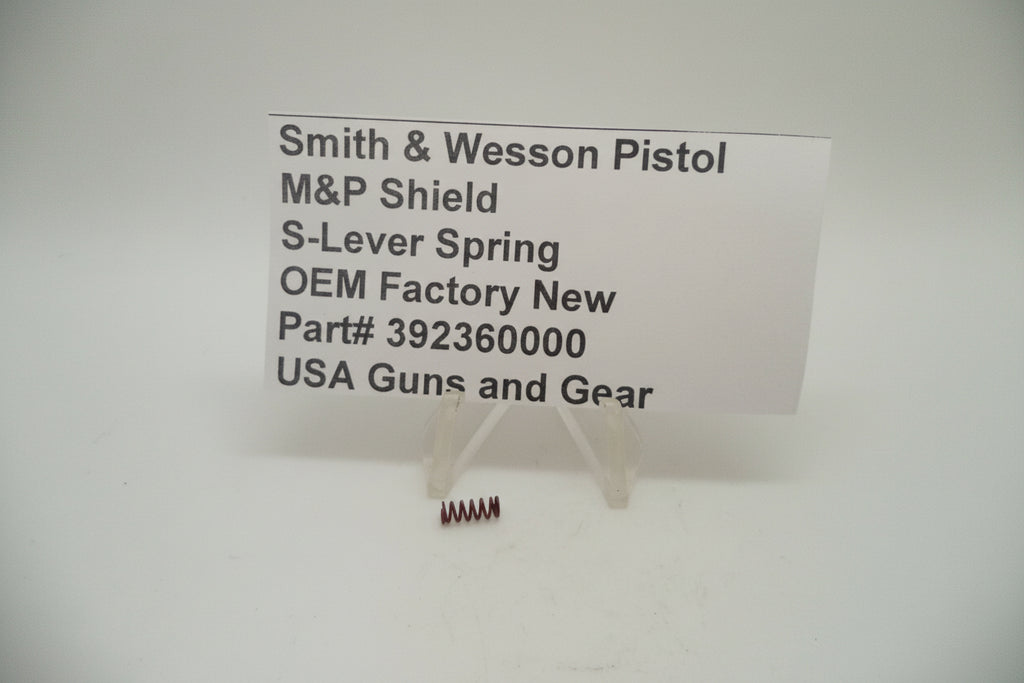 Smith & Wesson Pistol
M&P Shield
S-Lever Spring
OEM Factory New
Part# 392360000
USA Guns and Gear